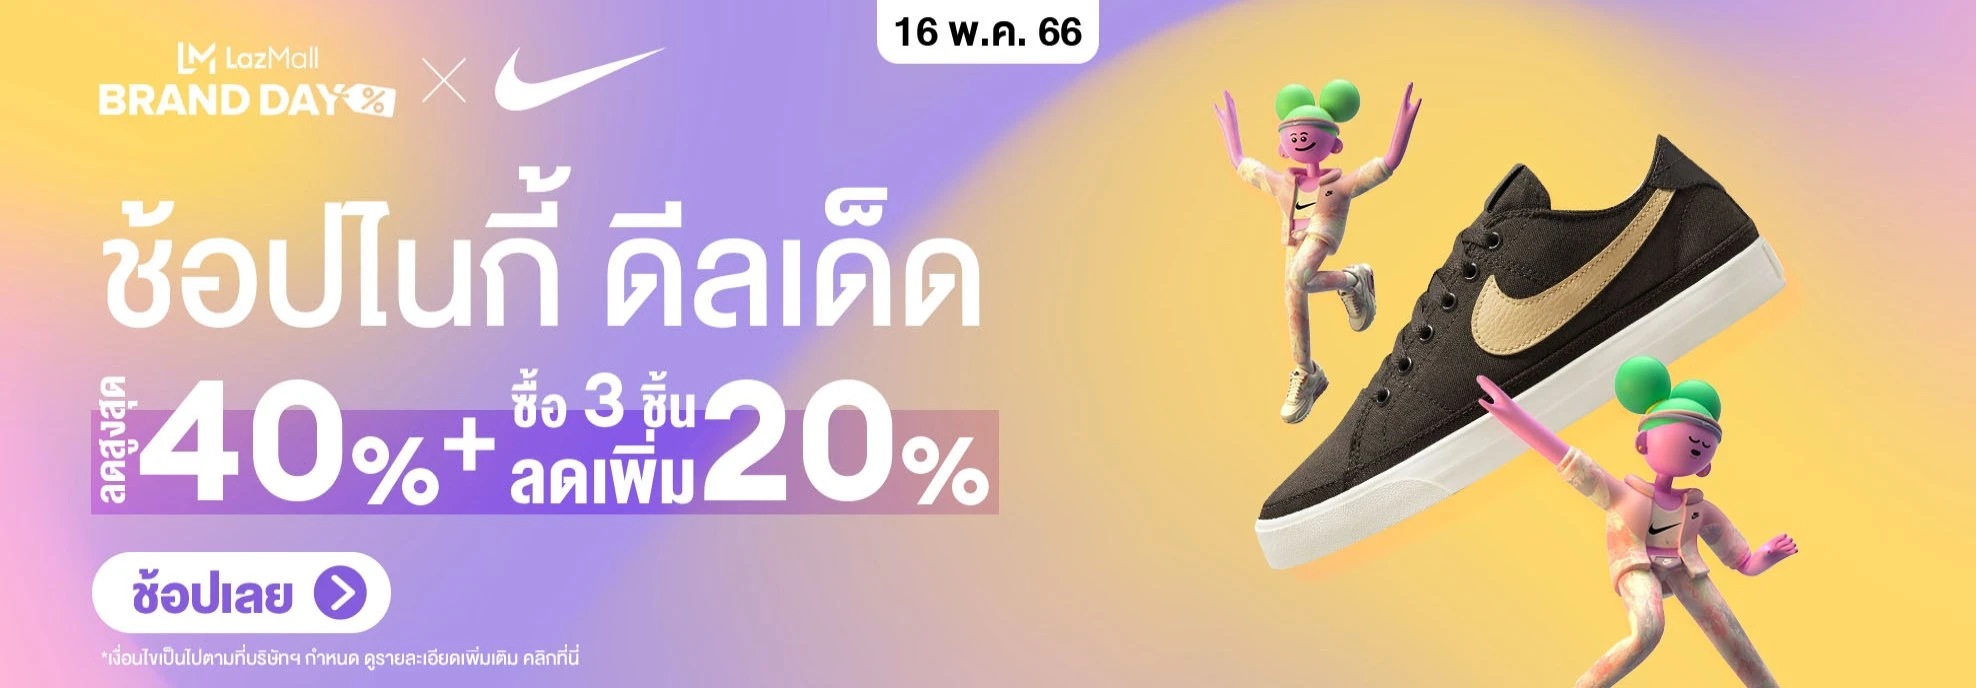 16 พ.ค. 66
LM LazMall
BRAND DAY %
ช้อปไนกี้ ดีลเด็ด
ลดสูงสุด 40% + ซื้อ 3 ชิ้น ลดเพิ่ม 20%
ช้อปเลย
*เงื่อนไขเป็นไปตามที่บริษัทฯ กำหนด ดูรายละเอียดเพิ่มเติม คลิกที่นี่